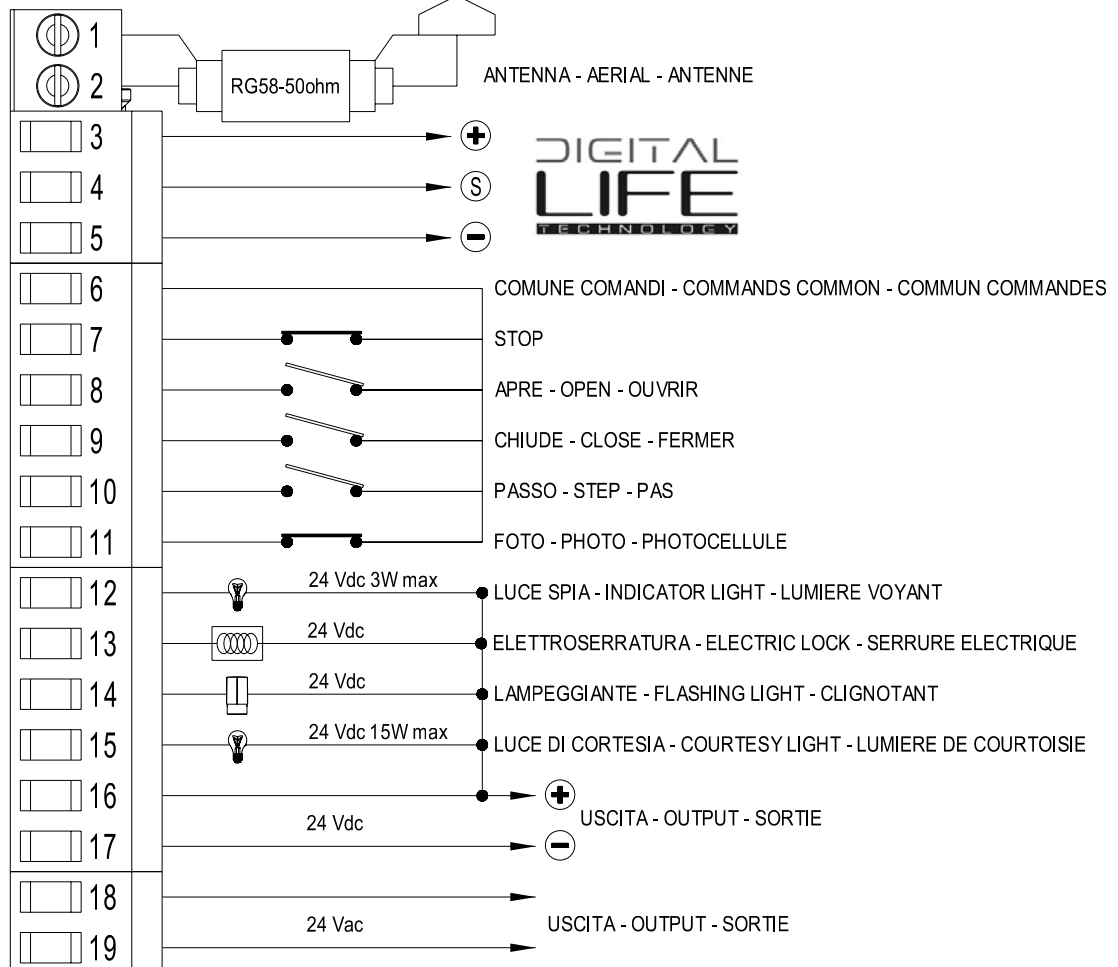 1
2
RG58-50ohm
ANTENNA - AERIAL - ANTENNE
3
+
DIGITAL
LIFE
TECHNOLOGY
4
S
5
−
6
COMUNE COMANDI - COMMANDS COMMON - COMMUN COMMANDES
7
STOP
8
APRE - OPEN - OUVRIR
9
CHIUDE - CLOSE - FERMER
10
PASSO - STEP - PAS
11
FOTO - PHOTO - PHOTOCELLULE
12
24 Vdc 3W max
LUCE SPIA - INDICATOR LIGHT - LUMIERE VOYANT
13
24 Vdc
ELETTROSERRATURA - ELECTRIC LOCK - SERRURE ELECTRIQUE
14
24 Vdc
LAMPEGGIANTE - FLASHING LIGHT - CLIGNOTANT
15
24 Vdc 15W max
LUCE DI CORTESIA - COURTESY LIGHT - LUMIERE DE COURTOISIE
16
+
24 Vdc
USCITA - OUTPUT - SORTIE
17
−
18
24 Vac
USCITA - OUTPUT - SORTIE
19